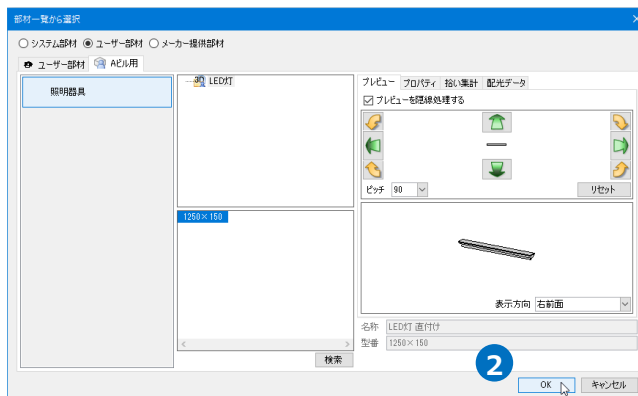 部材一覧から選択
システム部材 ユーザー部材 メーカー提供部材
ユーザー部材 Aビル用
照明器具
LED灯
1250×150
検索
プレビュー プロパティ 拾い集計 配光データ
プレビューを隠線処理する
ピッチ 90 リセット
表示方向 右前面
名称 LED灯 直付け
型番 1250×150
2
OK キャンセル